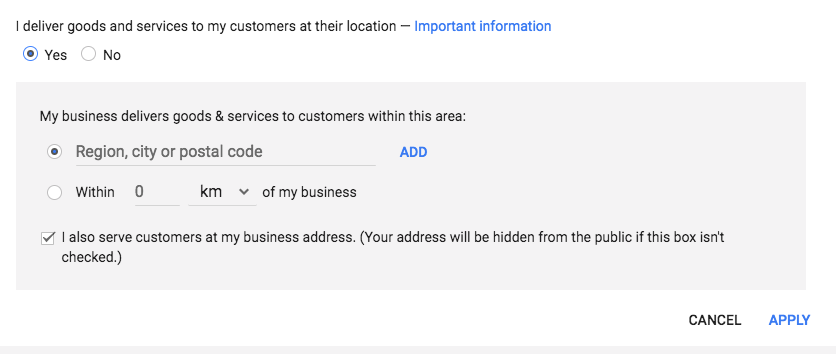 I deliver goods and services to my customers at their location — Important information
Yes No
My business delivers goods & services to customers within this area:
Region, city or postal code ADD
Within 0 km of my business
I also serve customers at my business address. (Your address will be hidden from the public if this box isn't
checked.)
CANCEL APPLY